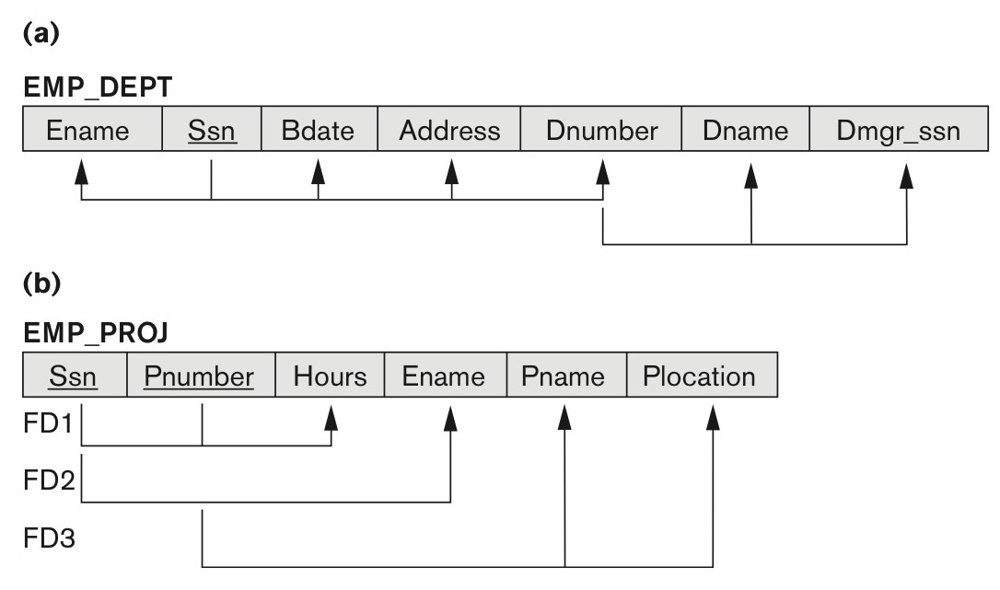 (a)
EMP_DEPT
Ename Ssn Bdate Address Dnumber Dname Dmgr_ssn
(b)
EMP_PROJ
Ssn Pnumber Hours Ename Pname Plocation
FD1
FD2
FD3